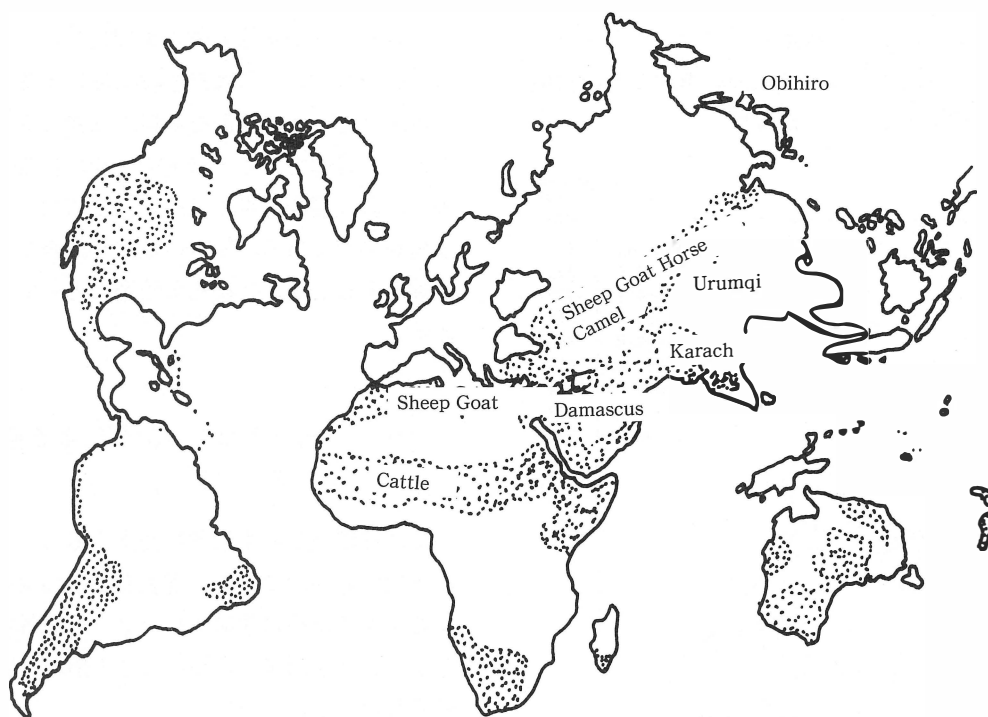 Obihiro
Sheep Goat Horse
Camel
Urumqi
Karach
Sheep Goat
Damascus
Cattle